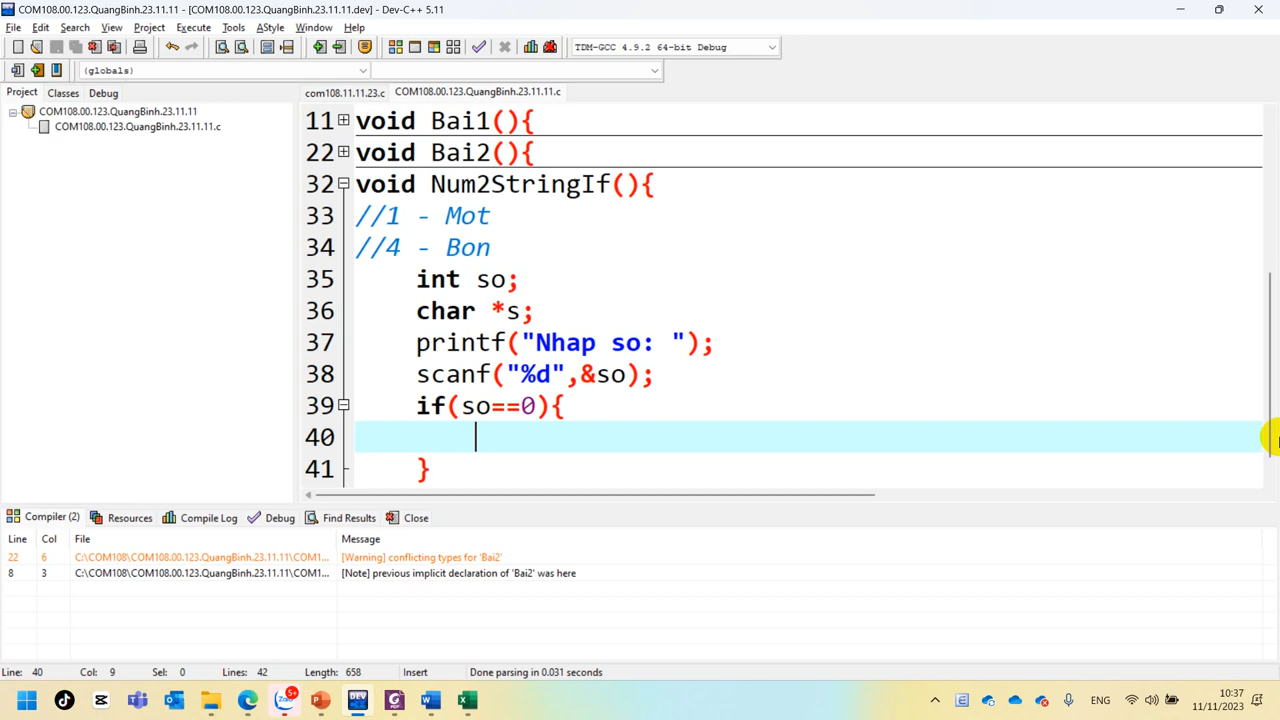 COM108.00.123.QuangBinh.23.11.11 - [COM108.00.123.QuangBinh.23.11.11.dev] - Dev-C++ 5.11
File Edit Search View Project Execute Tools AStyle Window Help
TDM-GCC 4.9.2 64-bit Debug
(globals)
Project Classes Debug
com108.11.11.23.c COM108.00.123.QuangBinh.23.11.11.c
COM108.00.123.QuangBinh.23.11.11
COM108.00.123.QuangBinh.23.11.11.c
11 void Bai1(){
22 void Bai2(){
32 void Num2StringIf(){
33 //1 - Mot
34 //4 - Bon
35 int so;
36 char *s;
37 printf("Nhap so: ");
38 scanf("%d",&so);
39 if(so==0){
40
41 }
Compiler (2) Resources Compile Log Debug Find Results Close
Line Col File Message
22 6 C:\COM108\COM108.00.123.QuangBinh.23.11.11\COM1... [Warning] conflicting types for 'Bai2'
8 3 C:\COM108\COM108.00.123.QuangBinh.23.11.11\COM1... [Note] previous implicit declaration of 'Bai2' was here
Line: 40 Col: 9 Sel: 0 Lines: 42 Length: 658 Insert Done parsing in 0.031 seconds
Zalo 5+ DEV PDF ENG 10:37
11/11/2023